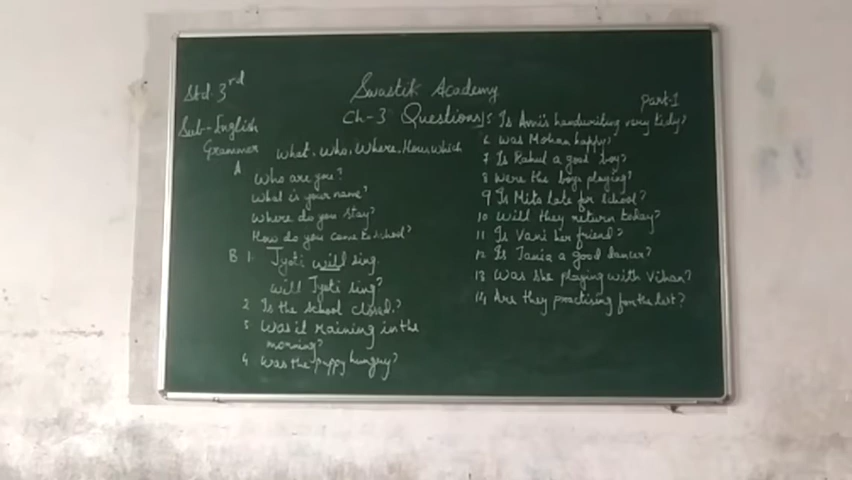 Std. 3rd
Swastik Academy
Part-1
Sub-English
Grammer
Ch-3 Questions
What, Who, Where, How, Which
A
Who are you?
What is your name?
Where do you stay?
How do you come to school?
B 1. Jyoti will sing.
Will Jyoti sing?
2 Is the school closed.?
3 Was it raining in the
morning?
4 Was the puppy hungry?
5 Is Ami's handwriting very tidy?
6 Was Mohan happy?
7 Is Rahul a good boy?
8 Were the boys playing?
9 Is Mita late for school?
10 Will they return today?
11 Is Vani her friend?
12 Is Tania a good dancer?
13 Was she playing with Vihan?
14 Are they practising for the ?